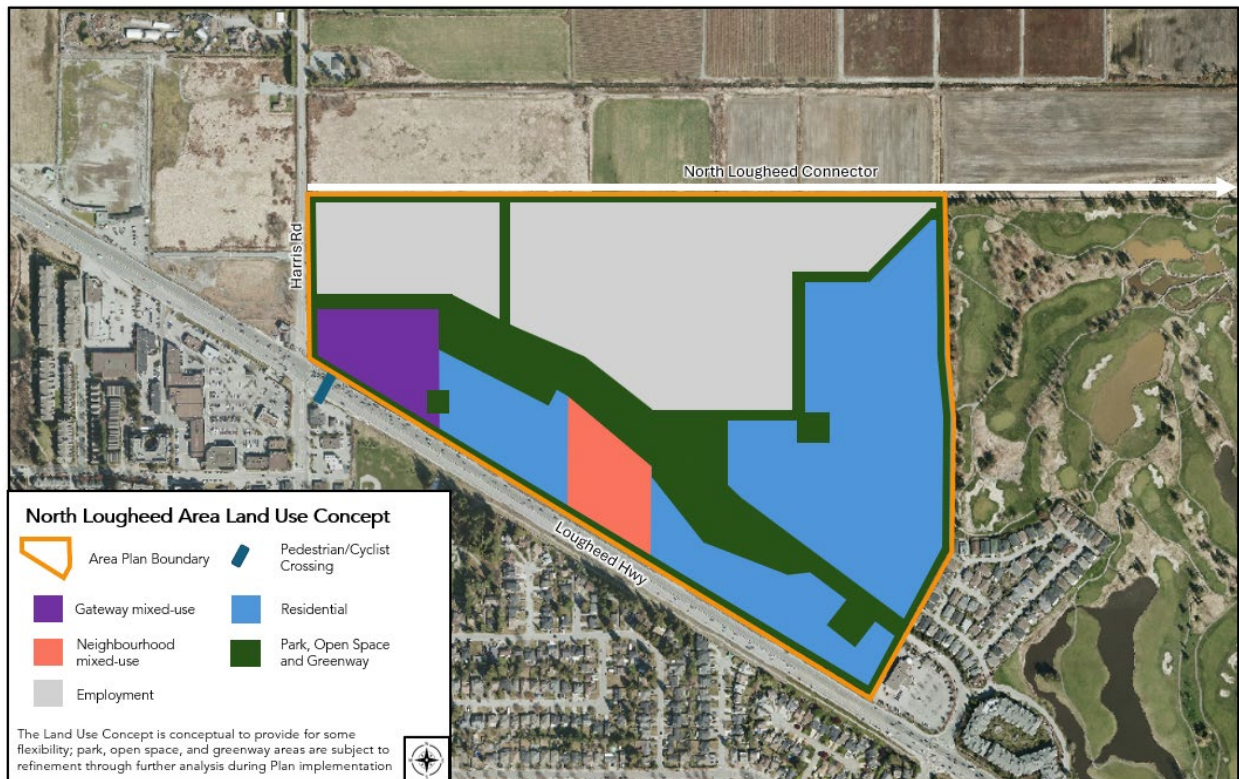 North Lougheed Connector
Harris Rd
Lougheed Hwy
North Lougheed Area Land Use Concept
Area Plan Boundary
Pedestrian/Cyclist
Crossing
Gateway mixed-use
Residential
Neighbourhood
mixed-use
Park, Open Space
and Greenway
Employment
The Land Use Concept is conceptual to provide for some
flexibility; park, open space, and greenway areas are subject to
refinement through further analysis during Plan implementation